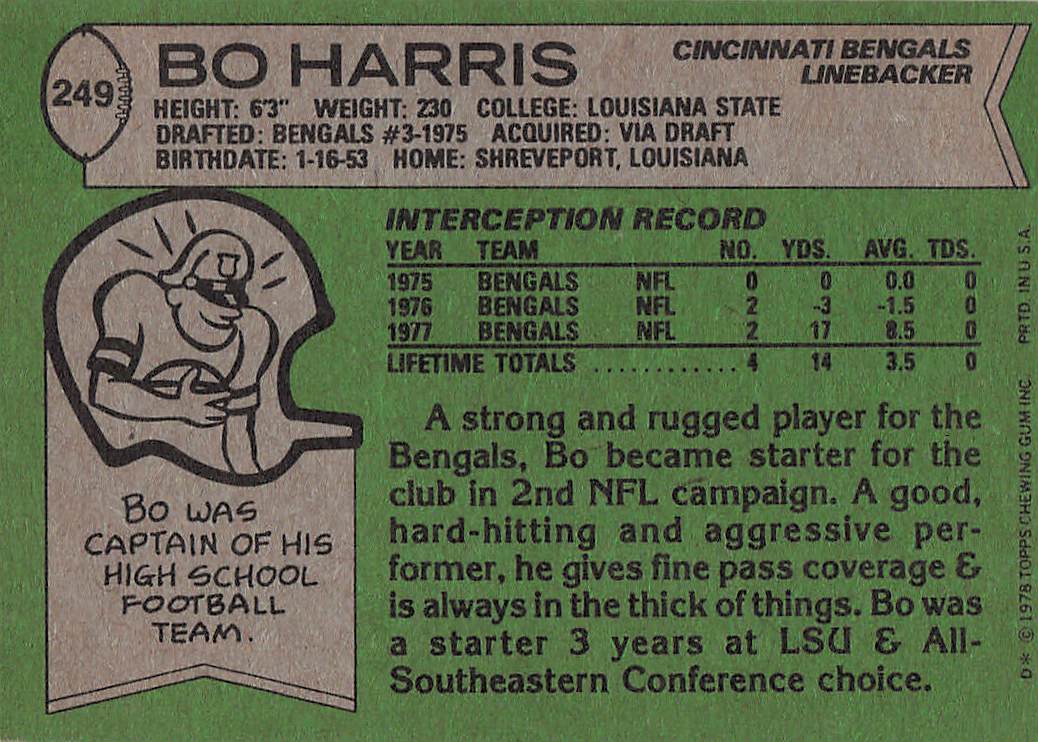 249
BO HARRIS
CINCINNATI BENGALS
LINEBACKER
HEIGHT: 6'3" WEIGHT: 230 COLLEGE: LOUISIANA STATE
DRAFTED: BENGALS #3-1975 ACQUIRED: VIA DRAFT
BIRTHDATE: 1-16-53 HOME: SHREVEPORT, LOUISIANA
INTERCEPTION RECORD
YEAR TEAM NO. YDS. AVG. TDS.
1975 BENGALS NFL 0 0 0.0 0
1976 BENGALS NFL 2 -3 -1.5 0
1977 BENGALS NFL 2 17 8.5 0
LIFETIME TOTALS ............. 4 14 3.5 0
A strong and rugged player for the
Bengals, Bo became starter for the
club in 2nd NFL campaign. A good,
hard-hitting and aggressive per-
former, he gives fine pass coverage &
is always in the thick of things. Bo was
a starter 3 years at LSU & All-
Southeastern Conference choice.
BO WAS
CAPTAIN OF HIS
HIGH SCHOOL
FOOTBALL
TEAM.
D* © 1978 TOPPS CHEWING GUM INC. PRTD. IN U.S.A.